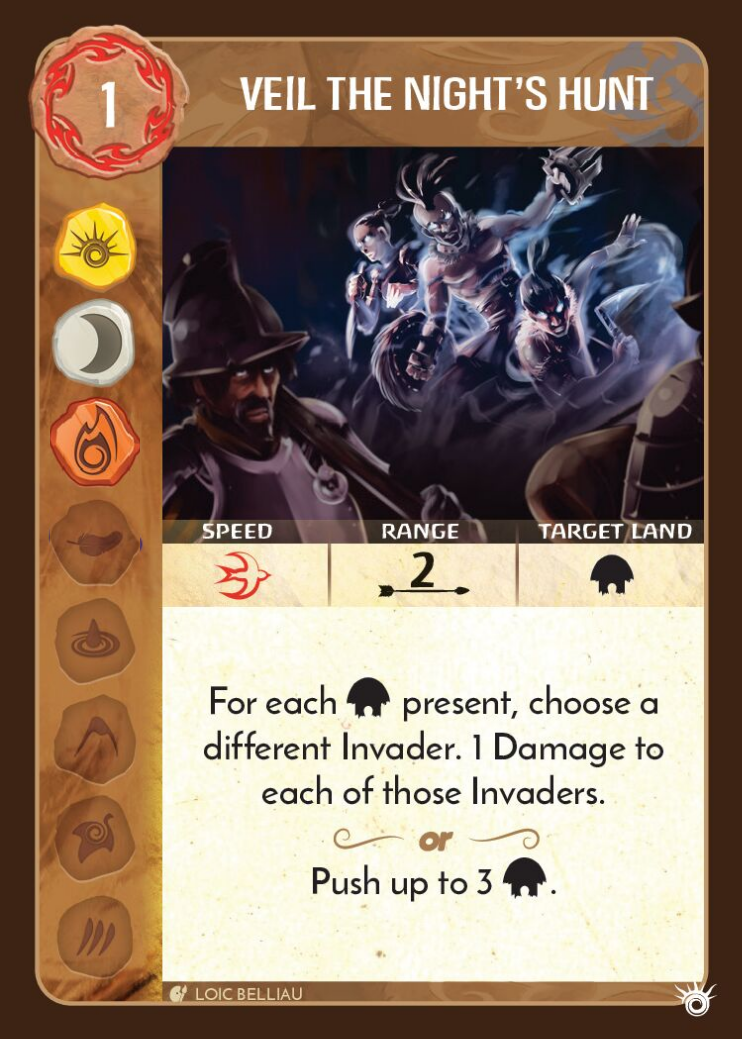 1
VEIL THE NIGHT'S HUNT
SPEED RANGE TARGET LAND
2
For each present, choose a
different Invader. 1 Damage to
each of those Invaders.
or
Push up to 3 .
LOIC BELLIAU